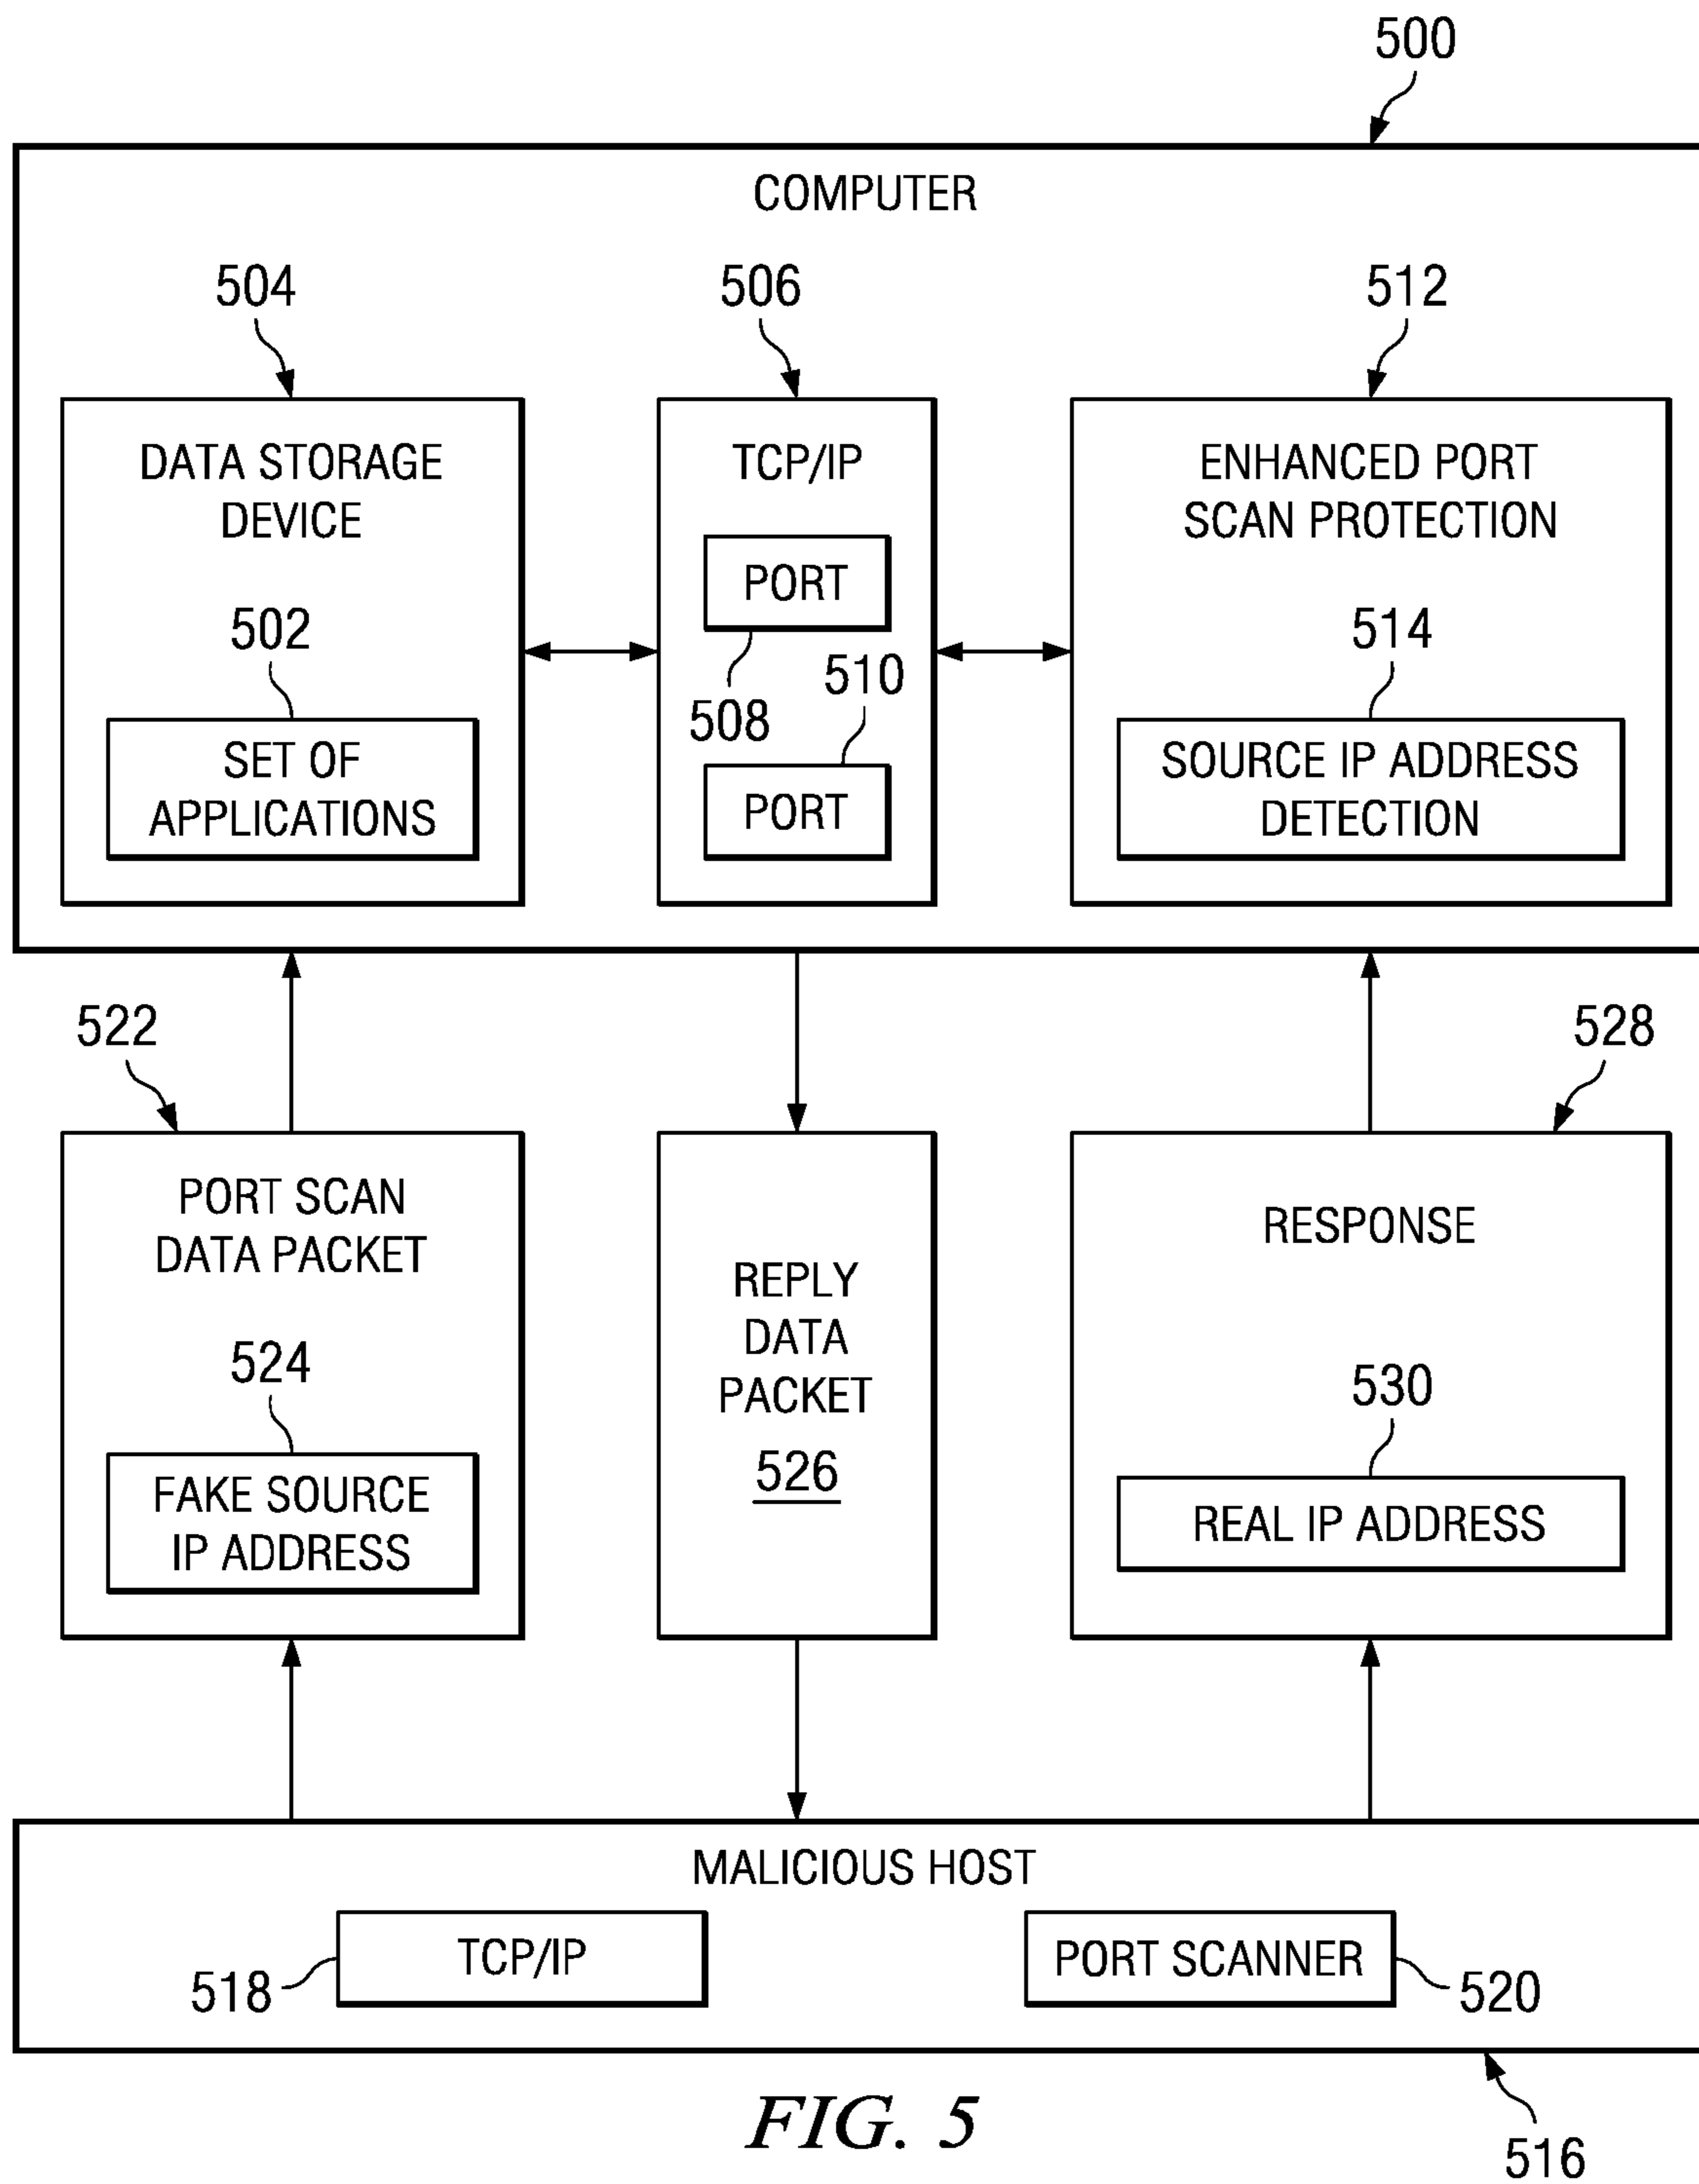 500
COMPUTER
504
506
512
DATA STORAGE
DEVICE
TCP/IP
ENHANCED PORT
SCAN PROTECTION
PORT
502
514
510
508
SET OF
APPLICATIONS
PORT
SOURCE IP ADDRESS
DETECTION
522
528
PORT SCAN
DATA PACKET
REPLY
DATA
PACKET
526
RESPONSE
524
530
FAKE SOURCE
IP ADDRESS
REAL IP ADDRESS
MALICIOUS HOST
518
TCP/IP
PORT SCANNER
520
FIG. 5
516